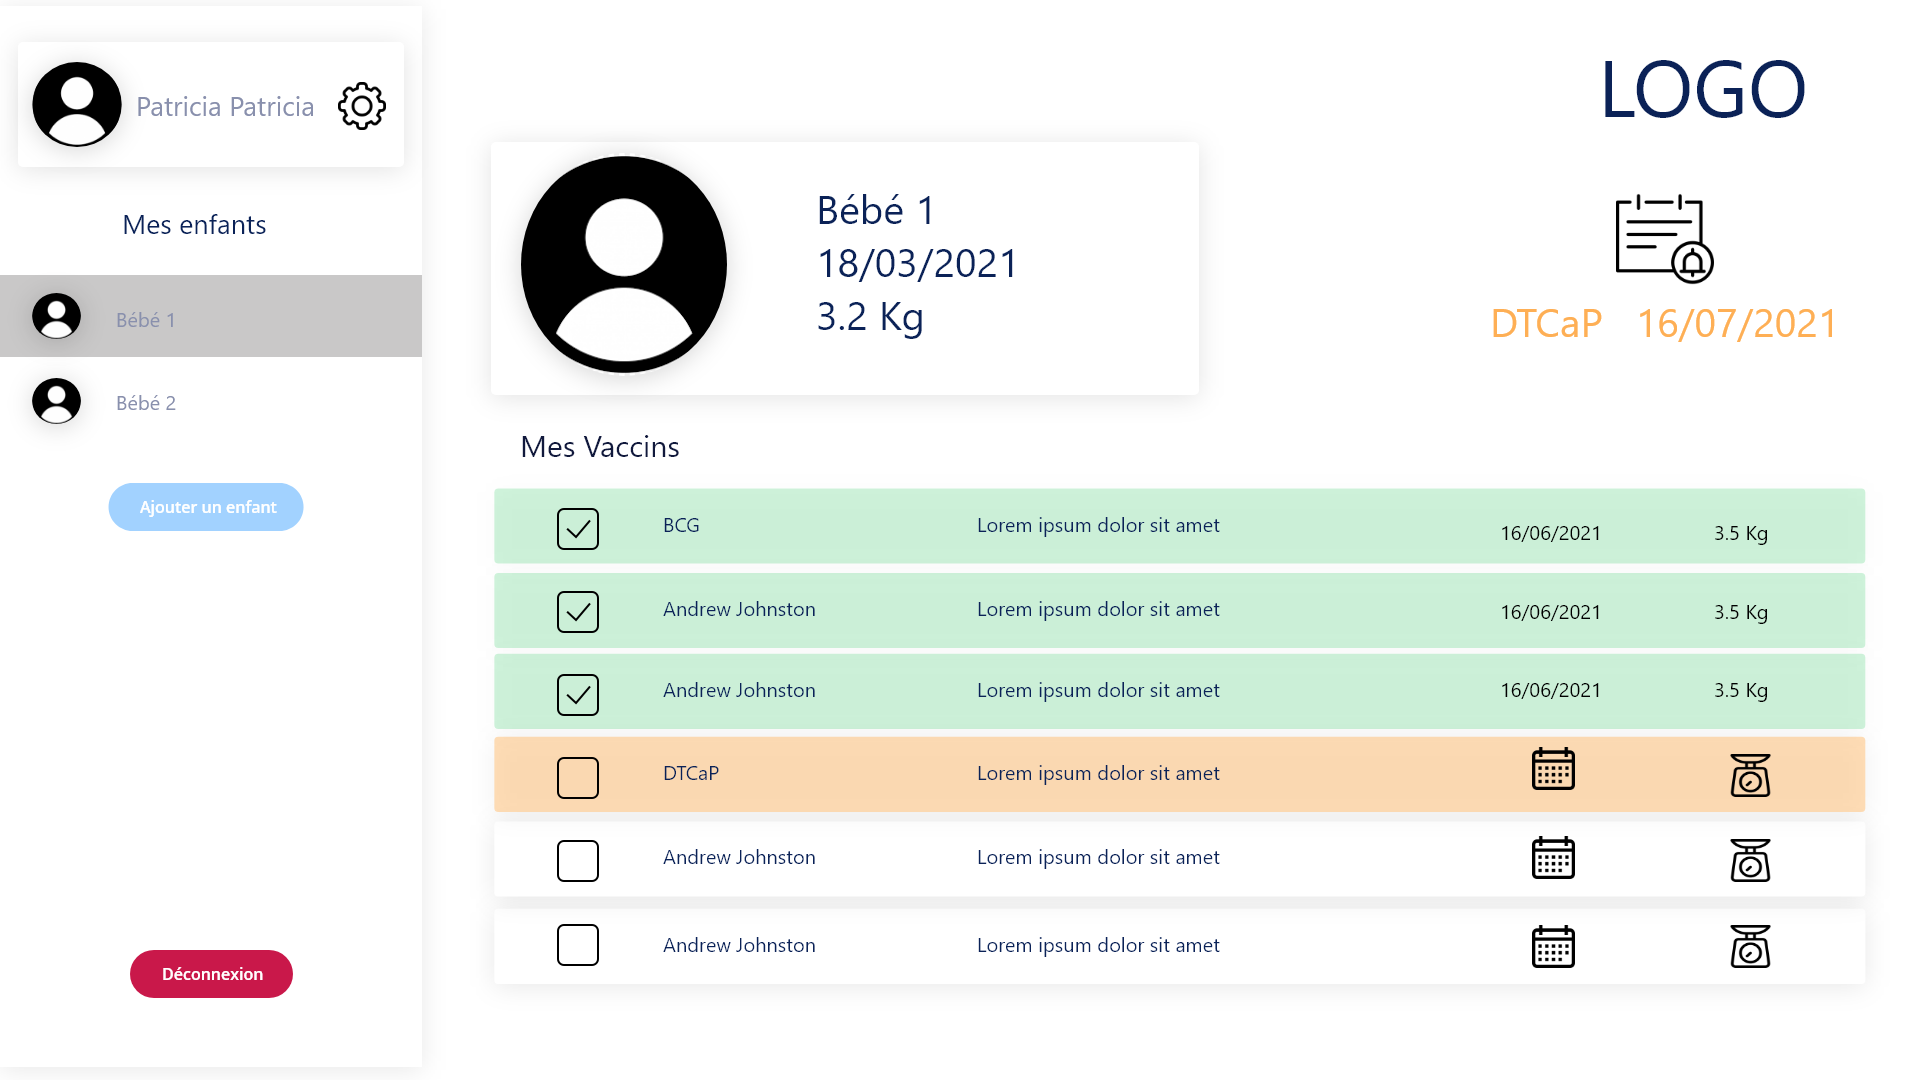 Patricia Patricia
Mes enfants
Bébé 1
Bébé 2
Ajouter un enfant
Déconnexion
LOGO
Bébé 1
18/03/2021
3.2 Kg
DTCaP 16/07/2021
Mes Vaccins
BCG Lorem ipsum dolor sit amet 16/06/2021 3.5 Kg
Andrew Johnston Lorem ipsum dolor sit amet 16/06/2021 3.5 Kg
Andrew Johnston Lorem ipsum dolor sit amet 16/06/2021 3.5 Kg
DTCaP Lorem ipsum dolor sit amet
Andrew Johnston Lorem ipsum dolor sit amet
Andrew Johnston Lorem ipsum dolor sit amet